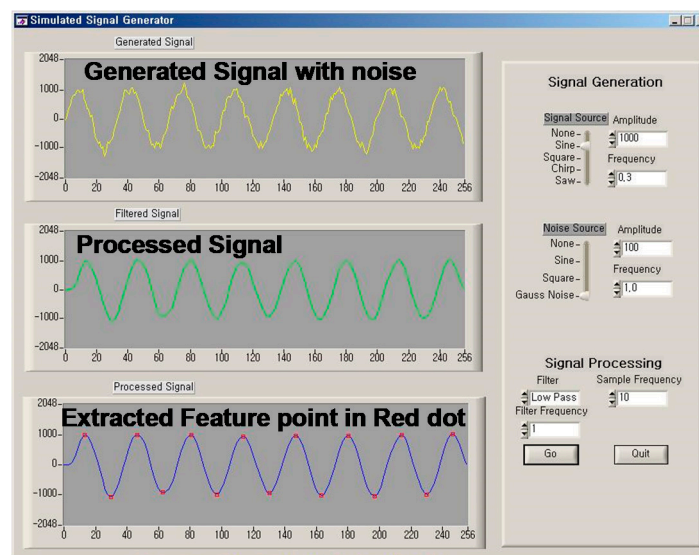 Simulated Signal Generator
Generated Signal
Generated Signal with noise
2048
1000
0
-1000
-2048
0 20 40 60 80 100 120 140 160 180 200 220 240 256
Filtered Signal
Processed Signal
2048
1000
0
-1000
-2048
0 20 40 60 80 100 120 140 160 180 200 220 240 256
Processed Signal
Extracted Feature point in Red dot
2048
1000
0
-1000
-2048
0 20 40 60 80 100 120 140 160 180 200 220 240 256
Signal Generation
Signal Source
None
Sine
Square
Chirp
Saw
Amplitude
1000
Frequency
0,3
Noise Source
None
Sine
Square
Gauss Noise
Amplitude
100
Frequency
1,0
Signal Processing
Filter
Low Pass
Sample Frequency
10
Filter Frequency
1
Go
Quit